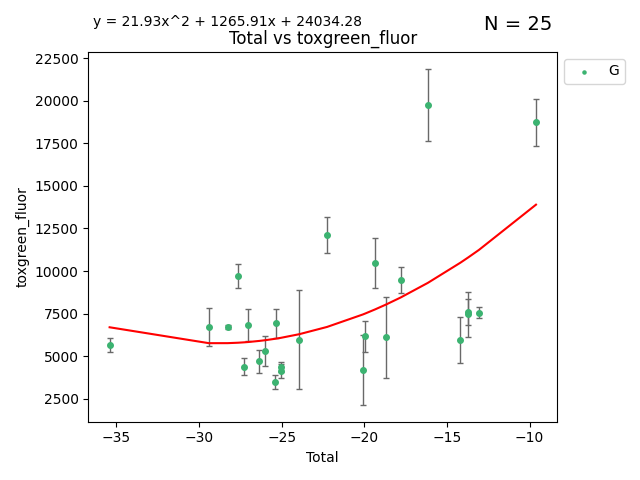 y = 21.93x^2 + 1265.91x + 24034.28
N = 25
Total vs toxgreen_fluor
G
22500
20000
17500
15000
12500
10000
7500
5000
2500
toxgreen_fluor
−35
−30
−25
−20
−15
−10
Total